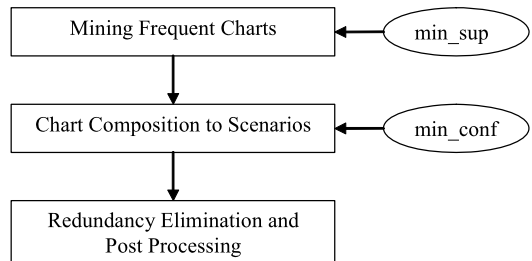 Mining Frequent Charts
min_sup
Chart Composition to Scenarios
min_conf
Redundancy Elimination and
Post Processing